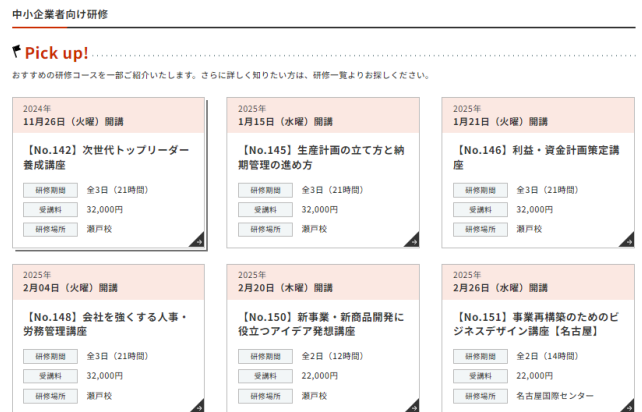 中小企業者向け研修
Pick up!
おすすめの研修コースを一部ご紹介いたします。さらに詳しく知りたい方は、研修一覧よりお探しください。
2024年
11月26日（火曜）開講
【No.142】次世代トップリーダー
養成講座
研修期間 全3日（21時間）
受講料 32,000円
研修場所 瀬戸校
2025年
1月15日（水曜）開講
【No.145】生産計画の立て方と納
期管理の進め方
研修期間 全3日（21時間）
受講料 32,000円
研修場所 瀬戸校
2025年
1月21日（火曜）開講
【No.146】利益・資金計画策定講
座
研修期間 全3日（21時間）
受講料 32,000円
研修場所 瀬戸校
2025年
2月04日（火曜）開講
【No.148】会社を強くする人事・
労務管理講座
研修期間 全3日（21時間）
受講料 32,000円
研修場所 瀬戸校
2025年
2月20日（木曜）開講
【No.150】新事業・新商品開発に
役立つアイデア発想講座
研修期間 全2日（12時間）
受講料 22,000円
研修場所 瀬戸校
2025年
2月26日（水曜）開講
【No.151】事業再構築のためのビ
ジネスデザイン講座【名古屋】
研修期間 全2日（14時間）
受講料 22,000円
研修場所 名古屋国際センター